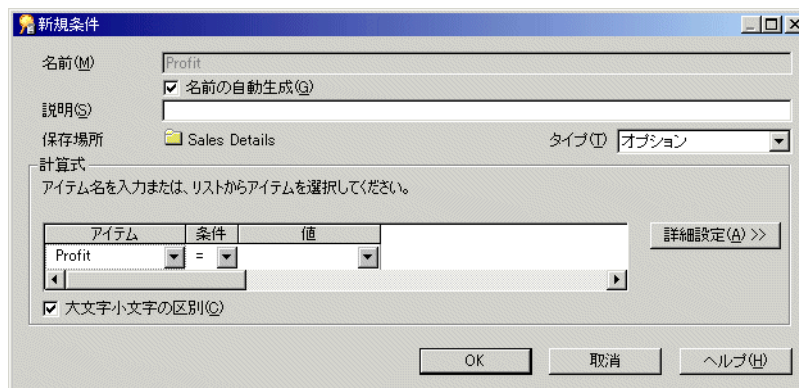 新規条件
名前(M) Profit
名前の自動生成(G)
説明(S)
保存場所 Sales Details タイプ(T) オプション
計算式
アイテム名を入力または、リストからアイテムを選択してください。
アイテム 条件 値
Profit =
詳細設定(A) >>
大文字小文字の区別(C)
OK 取消 ヘルプ(H)